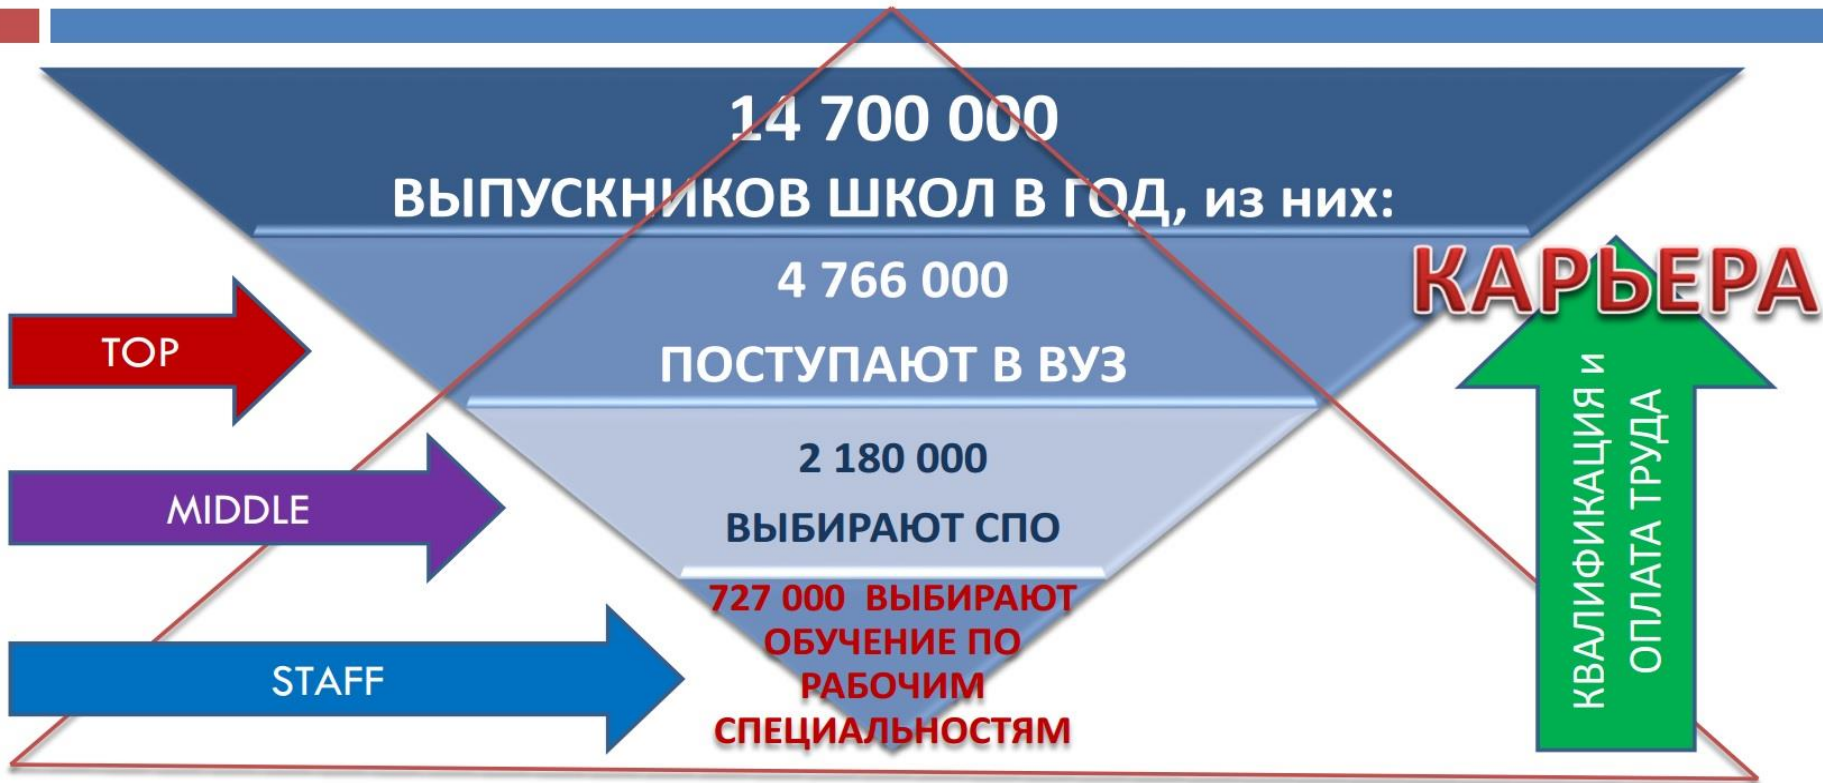 14 700 000
ВЫПУСКНИКОВ ШКОЛ В ГОД, из них:
4 766 000
ПОСТУПАЮТ В ВУЗ
2 180 000
ВЫБИРАЮТ СПО
727 000 ВЫБИРАЮТ
ОБУЧЕНИЕ ПО
РАБОЧИМ
СПЕЦИАЛЬНОСТЯМ
TOP
MIDDLE
STAFF
КАРЬЕРА
КВАЛИФИКАЦИЯ и
ОПЛАТА ТРУДА